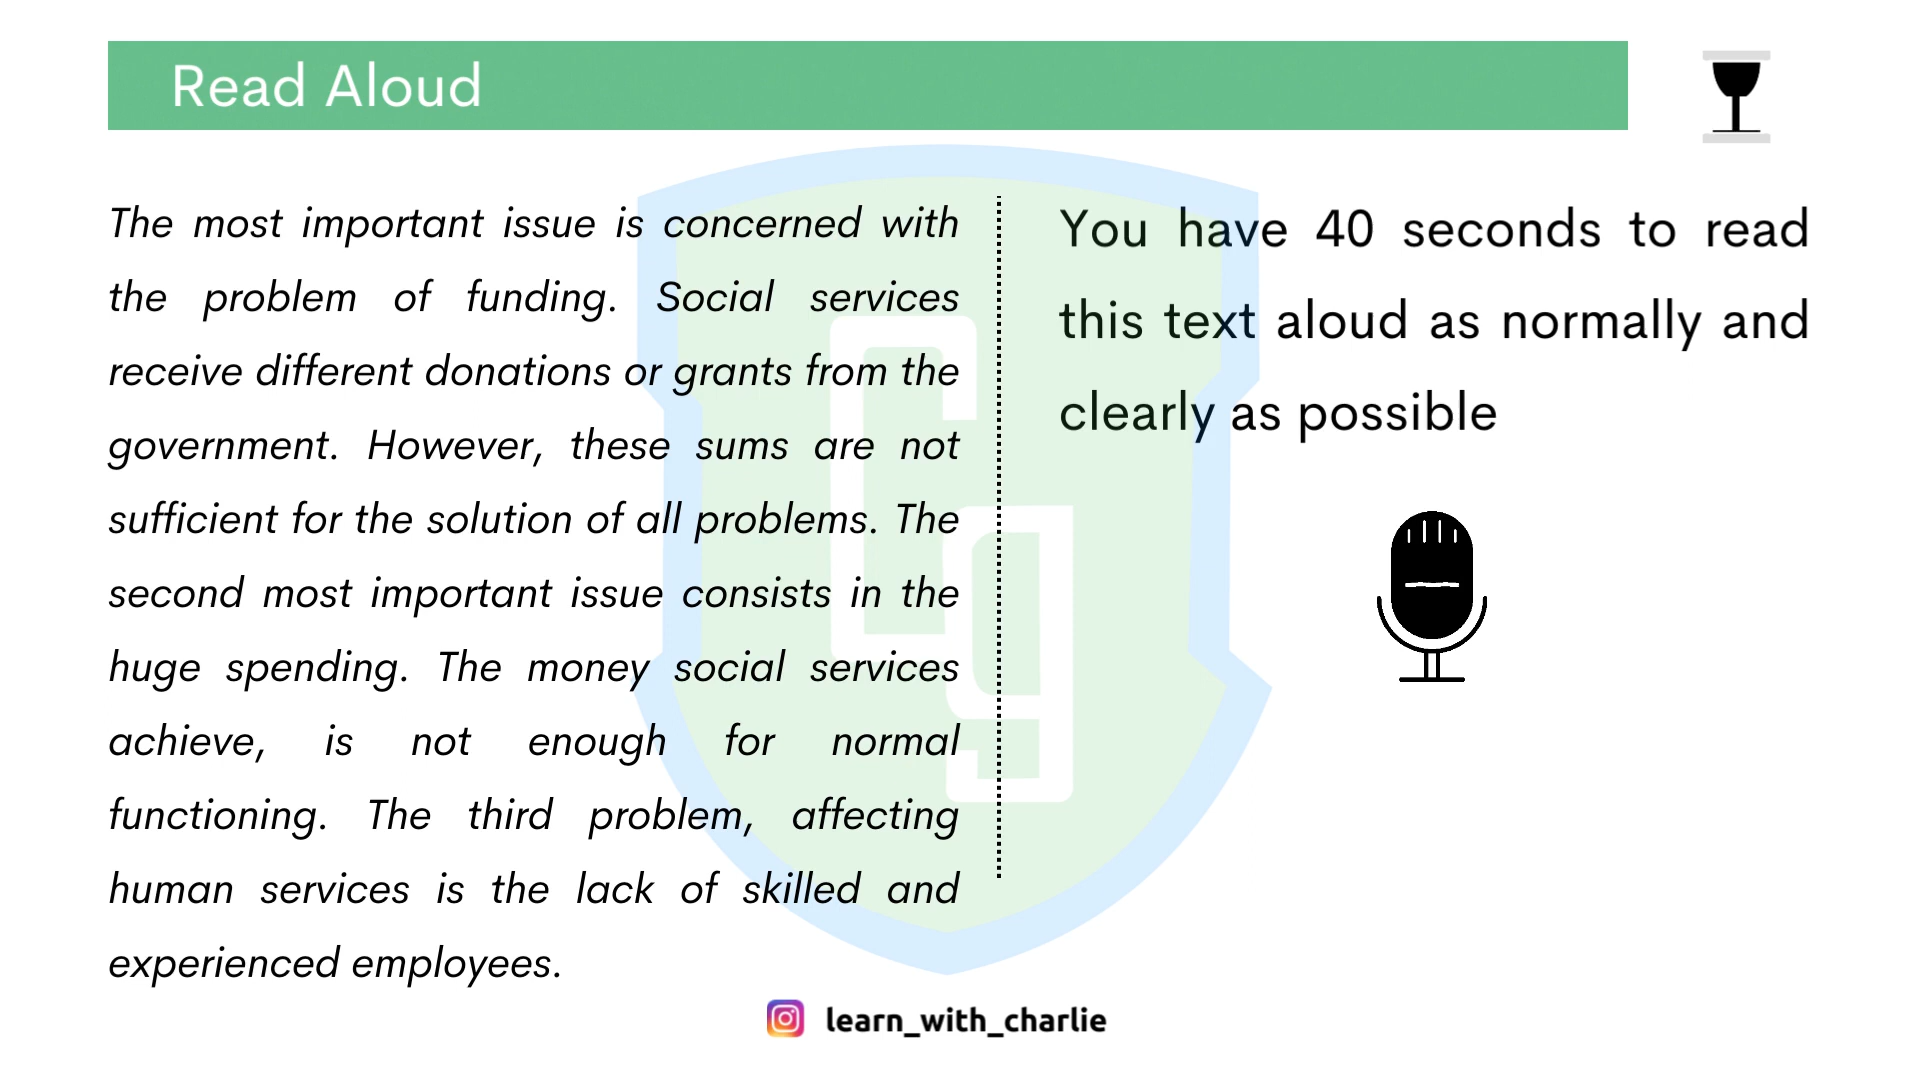 Read Aloud
The most important issue is concerned with
the problem of funding. Social services
receive different donations or grants from the
government. However, these sums are not
sufficient for the solution of all problems. The
second most important issue consists in the
huge spending. The money social services
achieve, is not enough for normal
functioning. The third problem, affecting
human services is the lack of skilled and
experienced employees.
You have 40 seconds to read
this text aloud as normally and
clearly as possible
learn_with_charlie